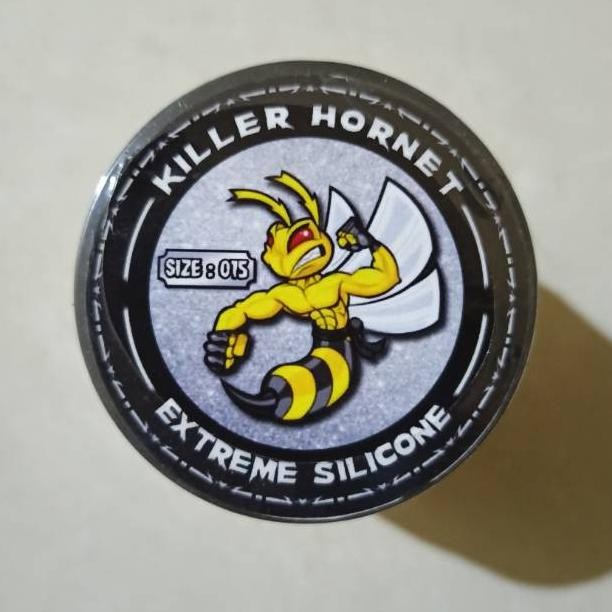 KILLER HORNET
SIZE : 015
EXTREME SILICONE